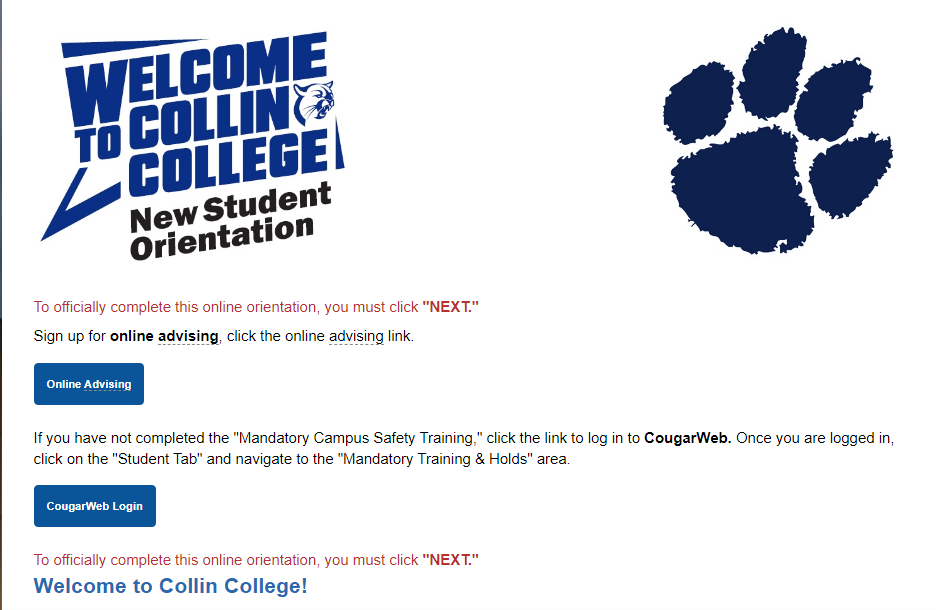 WELCOME
TO COLLIN
COLLEGE
New Student
Orientation
To officially complete this online orientation, you must click "NEXT."
Sign up for online advising, click the online advising link.
Online Advising
If you have not completed the "Mandatory Campus Safety Training," click the link to log in to CougarWeb. Once you are logged in,
click on the "Student Tab" and navigate to the "Mandatory Training & Holds" area.
CougarWeb Login
To officially complete this online orientation, you must click "NEXT."
Welcome to Collin College!